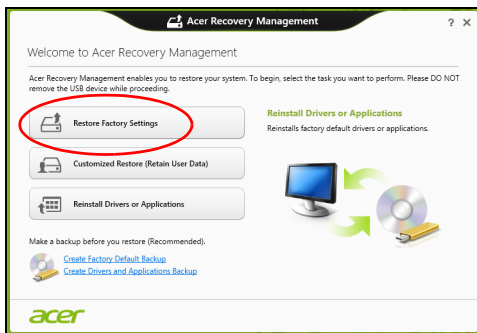 Acer Recovery Management
? X
Welcome to Acer Recovery Management
Acer Recovery Management enables you to restore your system. To begin, select the task you want to perform. Please DO NOT
remove the USB device while proceeding.
Restore Factory Settings
Customized Restore (Retain User Data)
Reinstall Drivers or Applications
Reinstall Drivers or Applications
Reinstalls factory default drivers or applications.
Make a backup before you restore (Recommended).
Create Factory Default Backup
Create Drivers and Applications Backup
acer